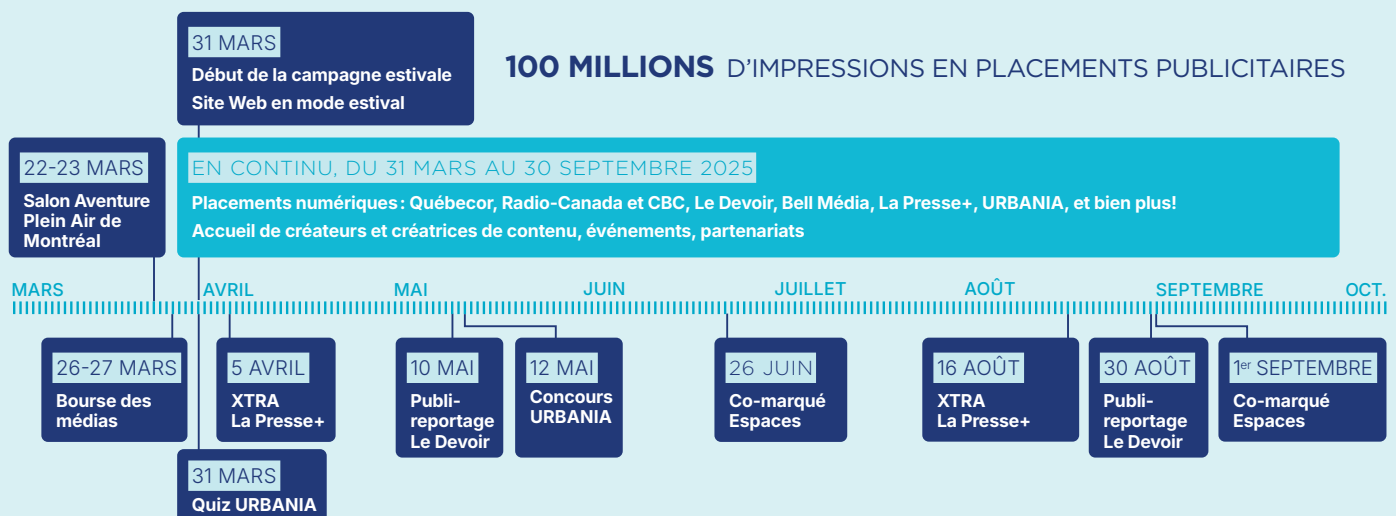 31 MARS
Début de la campagne estivale
Site Web en mode estival
100 MILLIONS D'IMPRESSIONS EN PLACEMENTS PUBLICITAIRES
22-23 MARS
Salon Aventure
Plein Air de
Montréal
EN CONTINU, DU 31 MARS AU 30 SEPTEMBRE 2025
Placements numériques : Québecor, Radio-Canada et CBC, Le Devoir, Bell Média, La Presse+, URBANIA, et bien plus!
Accueil de créateurs et créatrices de contenu, événements, partenariats
MARS AVRIL MAI JUIN JUILLET AOÛT SEPTEMBRE OCT.
26-27 MARS
Bourse des
médias
31 MARS
Quiz URBANIA
5 AVRIL
XTRA
La Presse+
10 MAI
Publi-
reportage
Le Devoir
12 MAI
Concours
URBANIA
26 JUIN
Co-marqué
Espaces
16 AOÛT
XTRA
La Presse+
30 AOÛT
Publi-
reportage
Le Devoir
1er SEPTEMBRE
Co-marqué
Espaces